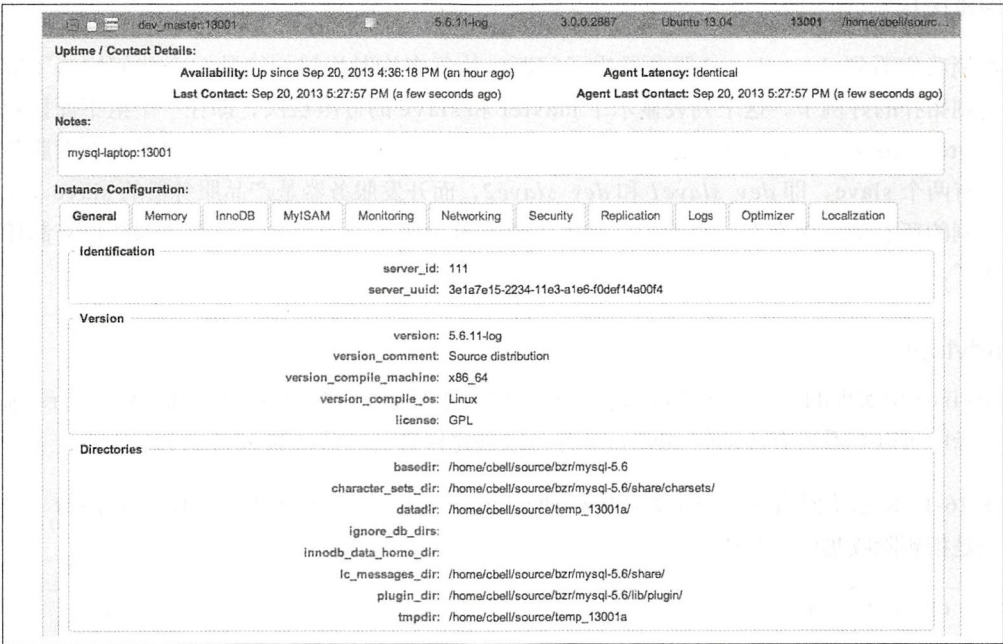 dev_master:13001 5.6.11-log 3.0.0.2887 Ubuntu 13.04 13001 /home/cbell/sourc...
Uptime / Contact Details:
Availability: Up since Sep 20, 2013 4:36:18 PM (an hour ago) Agent Latency: Identical
Last Contact: Sep 20, 2013 5:27:57 PM (a few seconds ago) Agent Last Contact: Sep 20, 2013 5:27:57 PM (a few seconds ago)
Notes:
mysql-laptop:13001
Instance Configuration:
General Memory InnoDB MyISAM Monitoring Networking Security Replication Logs Optimizer Localization
Identification
server_id: 111
server_uuid: 3e1a7e15-2234-11e3-a1e6-f0def14a00f4
Version
version: 5.6.11-log
version_comment: Source distribution
version_compile_machine: x86_64
version_compile_os: Linux
license: GPL
Directories
basedir: /home/cbell/source/bzr/mysql-5.6
character_sets_dir: /home/cbell/source/bzr/mysql-5.6/share/charsets/
datadir: /home/cbell/source/temp_13001a/
ignore_db_dirs:
innodb_data_home_dir:
lc_messages_dir: /home/cbell/source/bzr/mysql-5.6/share/
plugin_dir: /home/cbell/source/bzr/mysql-5.6/lib/plugin/
tmpdir: /home/cbell/source/temp_13001a